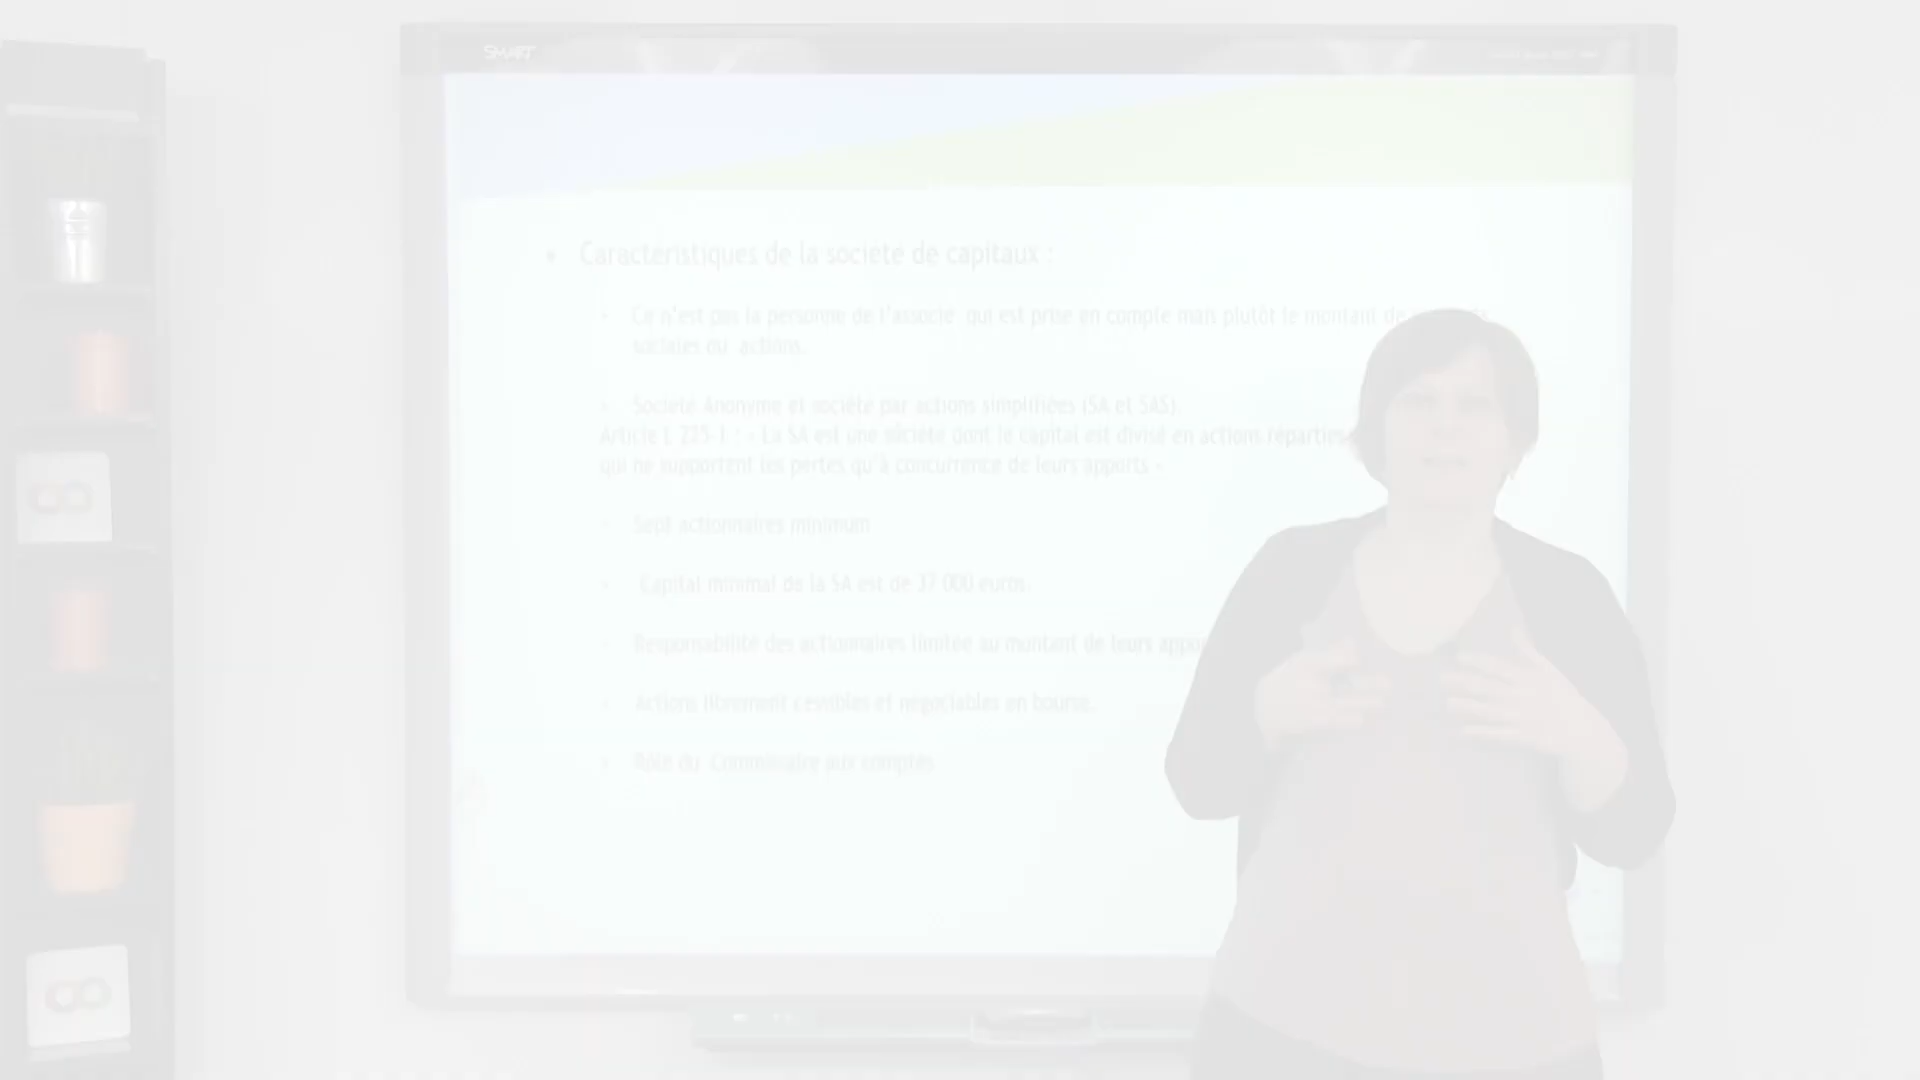 SMART
• Caractéristiques de la société de capitaux :
- Ce n'est pas la personne de l'associé qui est prise en compte mais plutôt le montant de
sociales ou actions.
- Société Anonyme et société par actions simplifiées (SA et SAS).
Article L 225-1 : « La SA est une société dont le capital est divisé en actions réparties
qui ne supportent les pertes qu'à concurrence de leurs apports »
- Sept actionnaires minimum
- Capital minimal de la SA est de 37 000 euros.
- Responsabilité des actionnaires limitée au montant de leurs
- Actions librement cessibles et négociables en bourse.
- Rôle du Commissaire aux comptes